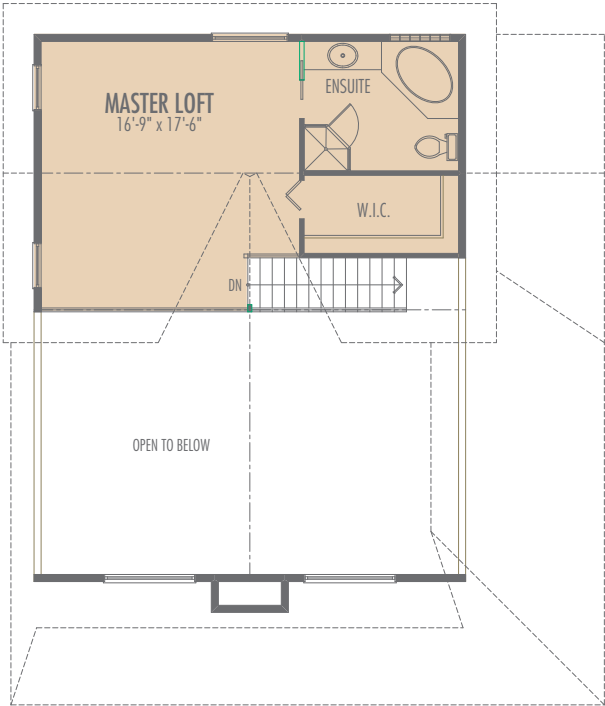 MASTER LOFT
16'-9" x 17'-6"
ENSUITE
W.I.C.
DN
OPEN TO BELOW